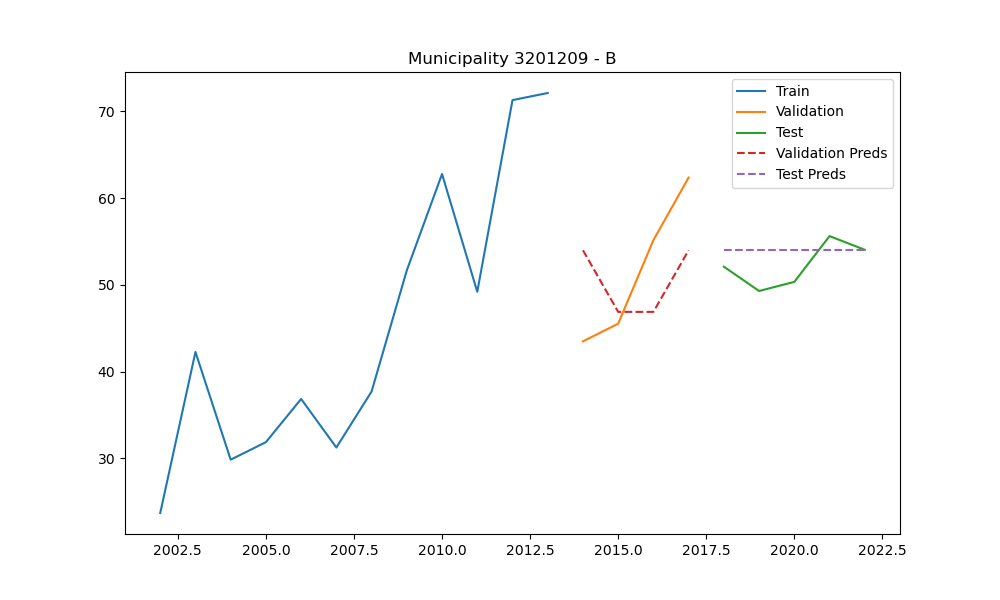 Municipality 3201209 - B
Train
Validation
Test
Validation Preds
Test Preds
70
60
50
40
30
2002.5 2005.0 2007.5 2010.0 2012.5 2015.0 2017.5 2020.0 2022.5